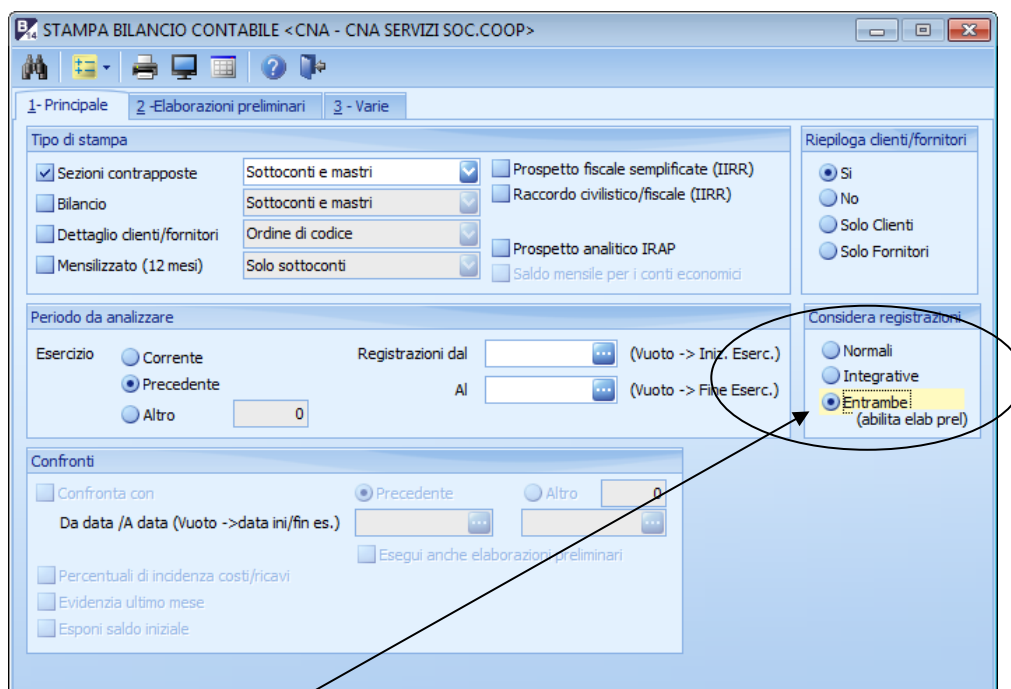 STAMPA BILANCIO CONTABILE <CNA - CNA SERVIZI SOC.COOP>
1- Principale 2 -Elaborazioni preliminari 3 - Varie
Tipo di stampa
Sezioni contrapposte Sottoconti e mastri
Bilancio Sottoconti e mastri
Dettaglio clienti/fornitori Ordine di codice
Mensilizzato (12 mesi) Solo sottoconti
Prospetto fiscale semplificate (IIRR)
Raccordo civilistico/fiscale (IIRR)
Prospetto analitico IRAP
Saldo mensile per i conti economici
Riepiloga clienti/fornitori
Si
No
Solo Clienti
Solo Fornitori
Periodo da analizzare
Esercizio
Corrente
Precedente
Altro 0
Registrazioni dal (Vuoto -> Iniz. Eserc.)
Al (Vuoto -> Fine Eserc.)
Considera registrazioni
Normali
Integrative
Entrambe
(abilita elab prel)
Confronti
Confronta con Precedente Altro 0
Da data /A data (Vuoto ->data ini/fin es.)
Esegui anche elaborazioni preliminari
Percentuali di incidenza costi/ricavi
Evidenzia ultimo mese
Esponi saldo iniziale